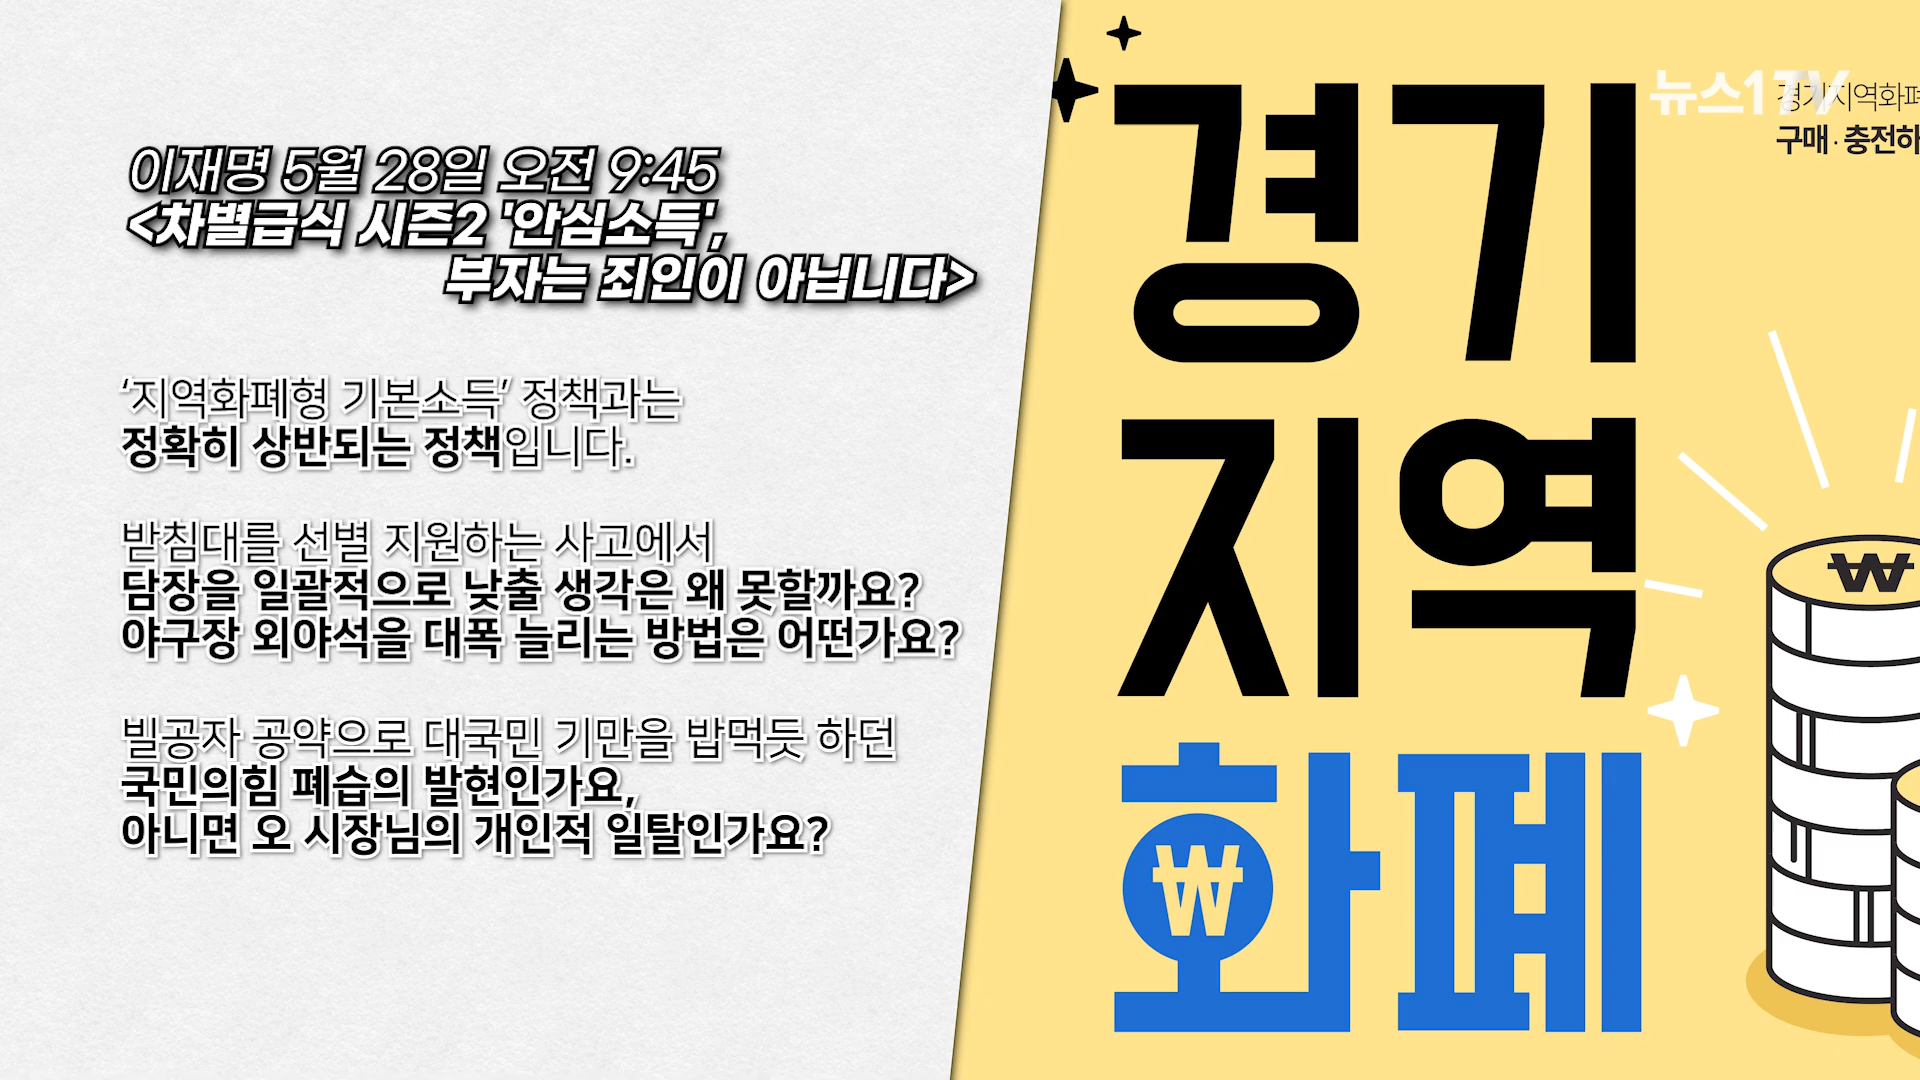 이재명 5월 28일 오전 9:45
<차별급식 시즌2 '안심소득',
부자는 죄인이 아닙니다>
‘지역화폐형 기본소득’ 정책과는
정확히 상반되는 정책입니다.
받침대를 선별 지원하는 사고에서
담장을 일괄적으로 낮출 생각은 왜 못할까요?
야구장 외야석을 대폭 늘리는 방법은 어떤가요?
빌공자 공약으로 대국민 기만을 밥먹듯 하던
국민의힘 폐습의 발현인가요,
아니면 오 시장님의 개인적 일탈인가요?
경기
지역
화폐
₩
뉴스1TV
경기지역화폐
구매·충전하
₩